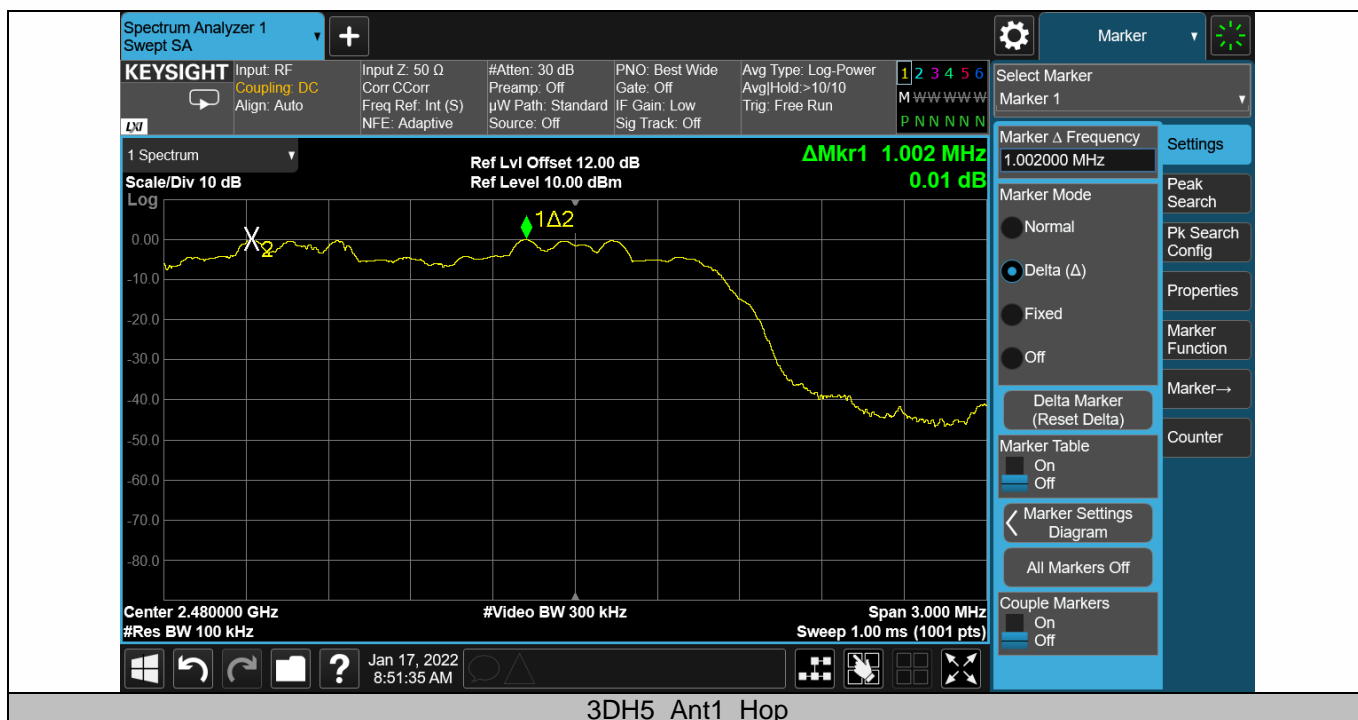 Spectrum Analyzer 1
Swept SA
Marker
KEYSIGHT
LXI
Input: RF
Coupling: DC
Align: Auto
Input Z: 50 Ω
Corr CCorr
Freq Ref: Int (S)
NFE: Adaptive
#Atten: 30 dB
Preamp: Off
µW Path: Standard
Source: Off
PNO: Best Wide
Gate: Off
IF Gain: Low
Sig Track: Off
Avg Type: Log-Power
Avg|Hold:>10/10
Trig: Free Run
1 2 3 4 5 6
M W W W W W
P N N N N N
Select Marker
Marker 1
1 Spectrum
Scale/Div 10 dB
Ref Lvl Offset 12.00 dB
Ref Level 10.00 dBm
ΔMkr1 1.002 MHz
0.01 dB
Log
0.00
-10.0
-20.0
-30.0
-40.0
-50.0
-60.0
-70.0
-80.0
X2
1Δ2
Center 2.480000 GHz
#Res BW 100 kHz
#Video BW 300 kHz
Span 3.000 MHz
Sweep 1.00 ms (1001 pts)
Marker Δ Frequency
1.002000 MHz
Marker Mode
Normal
Delta (Δ)
Fixed
Off
Delta Marker
(Reset Delta)
Marker Table
On
Off
Marker Settings
Diagram
All Markers Off
Couple Markers
On
Off
Settings
Peak
Search
Pk Search
Config
Properties
Marker
Function
Marker→
Counter
?
Jan 17, 2022
8:51:35 AM
3DH5_Ant1_Hop